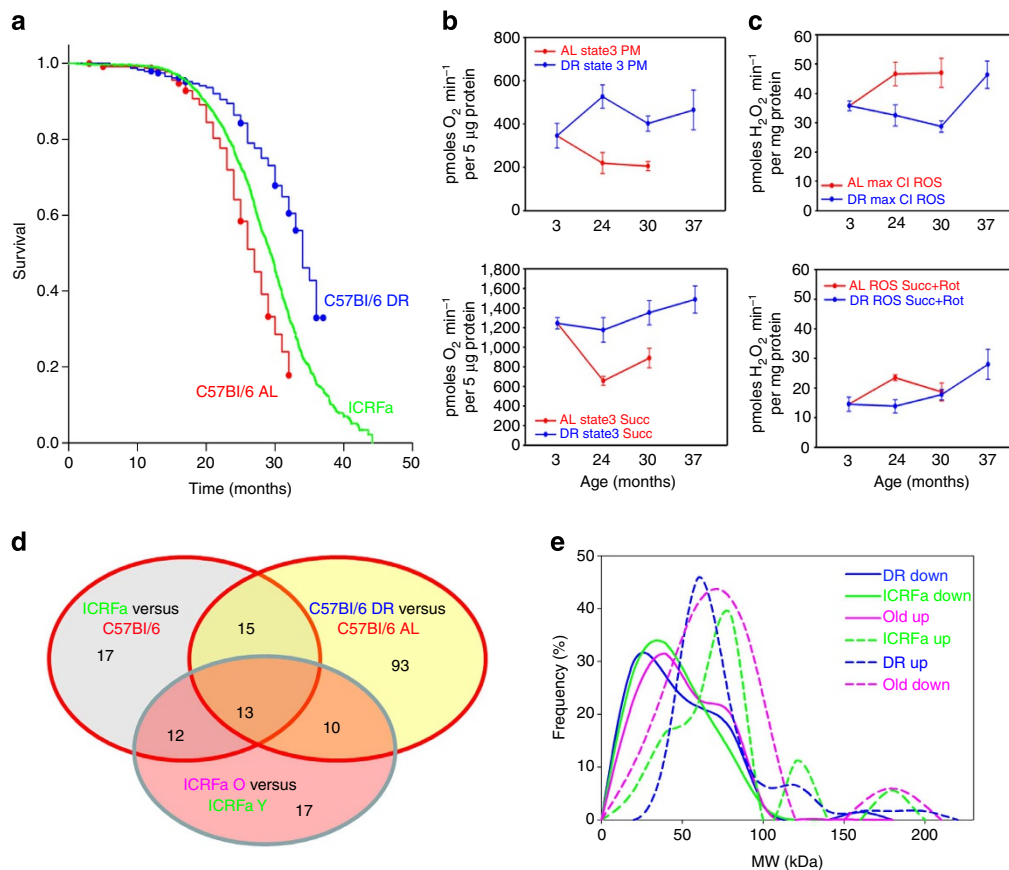 a
1.0
0.8
0.6
0.4
0.2
0.0
Survival
0
10
20
30
40
50
Time (months)
C57Bl/6 DR
C57Bl/6 AL
ICRFa
b
800
600
400
200
0
pmoles O₂ min⁻¹
per 5 µg protein
AL state3 PM
DR state 3 PM
3 24 30 37
1,800
1,600
1,400
1,200
1,000
800
600
400
200
0
pmoles O₂ min⁻¹
per 5 µg protein
AL state3 Succ
DR state3 Succ
3 24 30 37
Age (months)
c
60
50
40
30
20
10
0
pmoles H₂O₂ min⁻¹
per mg protein
AL max CI ROS
DR max CI ROS
3 24 30 37
60
50
40
30
20
10
0
pmoles H₂O₂ min⁻¹
per mg protein
AL ROS Succ+Rot
DR ROS Succ+Rot
3 24 30 37
Age (months)
d
ICRFa versus
C57Bl/6
17
15
C57Bl/6 DR versus
C57Bl/6 AL
93
13
12
10
ICRFa O versus
ICRFa Y
17
e
50
40
30
20
10
0
Frequency (%)
0 50 100 150 200
MW (kDa)
DR down
ICRFa down
Old up
ICRFa up
DR up
Old down